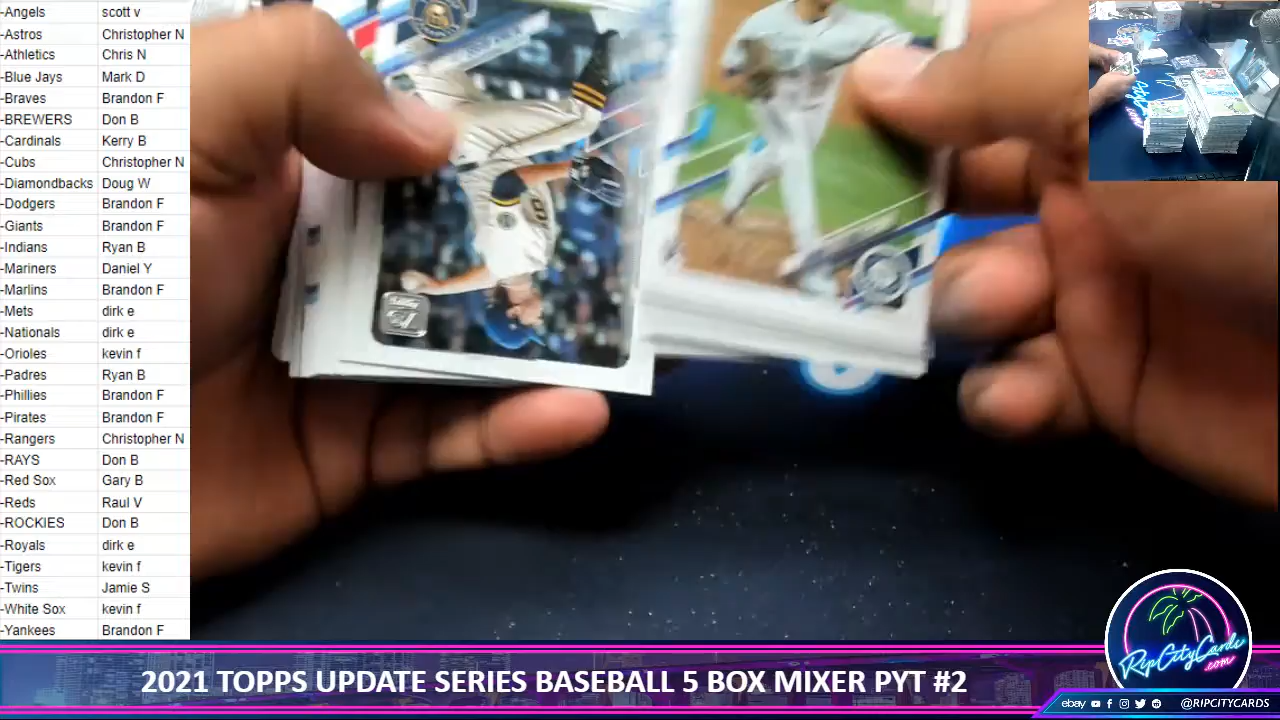 -Angels scott v
-Astros Christopher N
-Athletics Chris N
-Blue Jays Mark D
-Braves Brandon F
-BREWERS Don B
-Cardinals Kerry B
-Cubs Christopher N
-Diamondbacks Doug W
-Dodgers Brandon F
-Giants Brandon F
-Indians Ryan B
-Mariners Daniel Y
-Marlins Brandon F
-Mets dirk e
-Nationals dirk e
-Orioles kevin f
-Padres Ryan B
-Phillies Brandon F
-Pirates Brandon F
-Rangers Christopher N
-RAYS Don B
-Red Sox Gary B
-Reds Raul V
-ROCKIES Don B
-Royals dirk e
-Tigers kevin f
-Twins Jamie S
-White Sox kevin f
-Yankees Brandon F
RipCityCards
.com
2021 TOPPS UPDATE SERIES BASEBALL 5 BOX MIXER PYT #2
ebay @RIPCITYCARDS